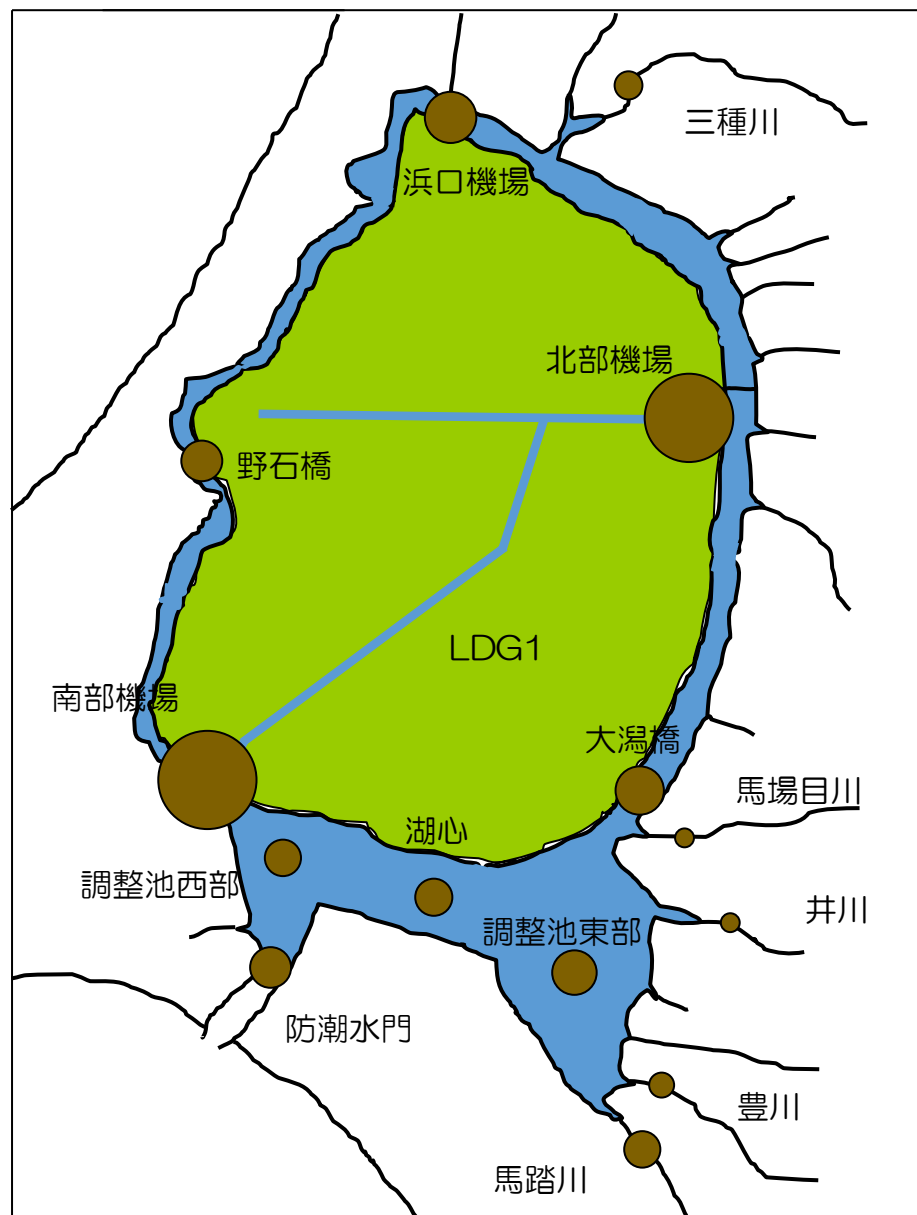 三種川
浜口機場
北部機場
野石橋
LDG1
南部機場
大潟橋
馬場目川
湖心
調整池西部
井川
調整池東部
防潮水門
豊川
馬踏川